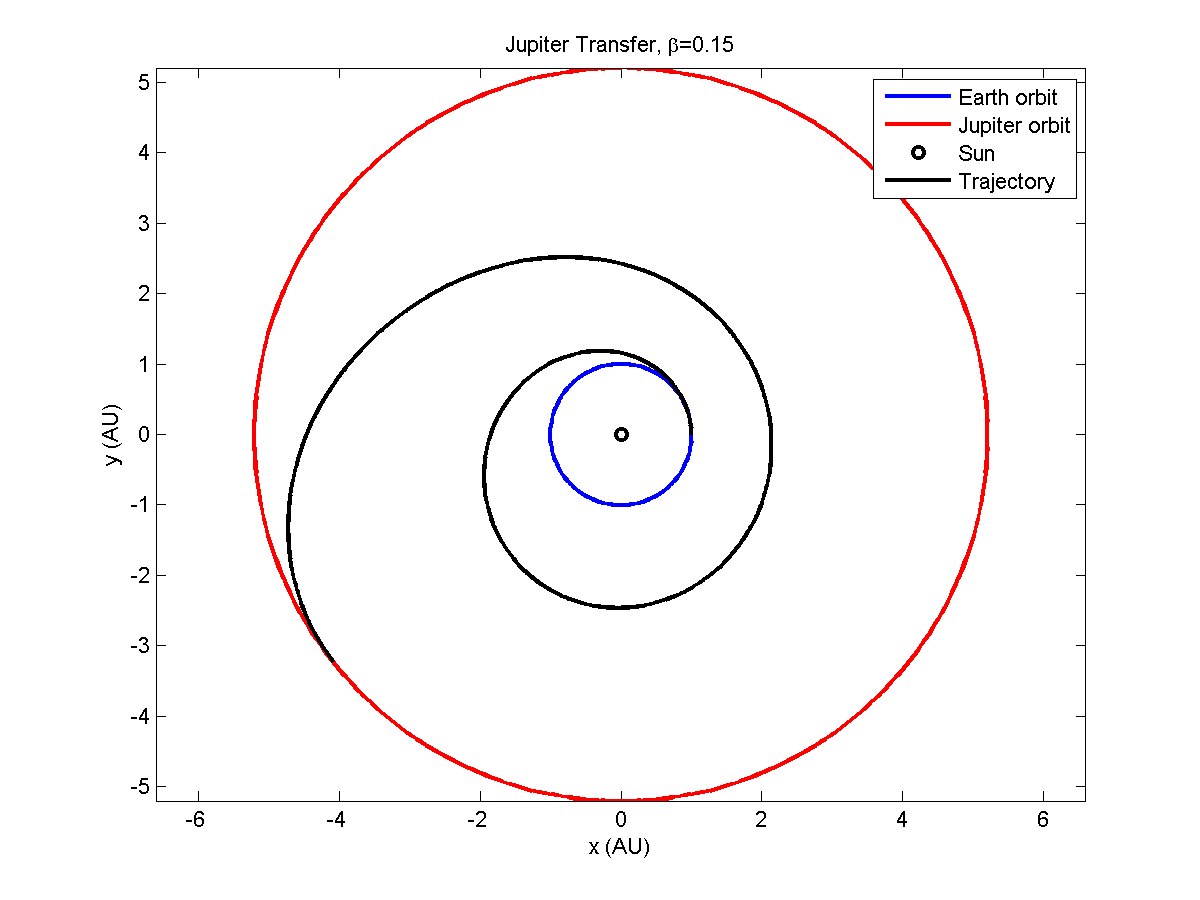 Jupiter Transfer, β=0.15
Earth orbit
Jupiter orbit
Sun
Trajectory
5
4
3
2
1
0
-1
-2
-3
-4
-5
y (AU)
-6 -4 -2 0 2 4 6
x (AU)